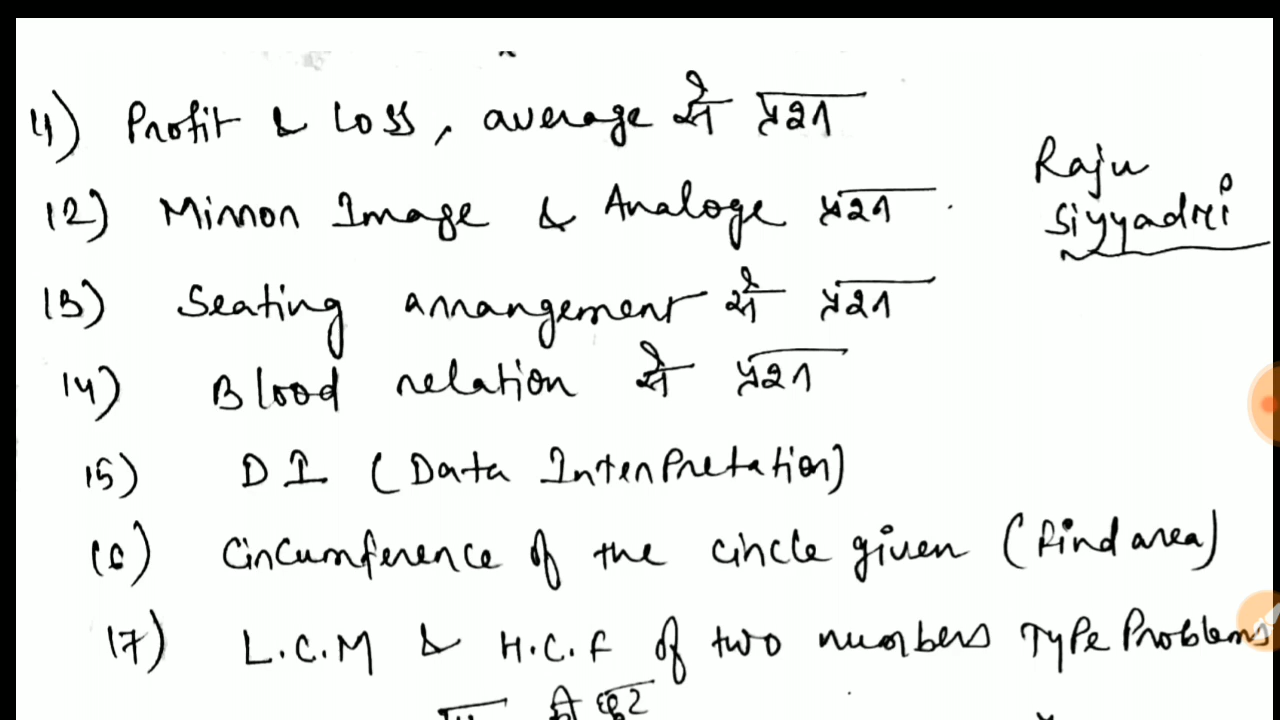 11) Profit & Loss, average से प्रश्न
12) Mirror Image & Analoge प्रश्न
Raju
Siyyadri
13) Seating arrangement से प्रश्न
14) Blood relation से प्रश्न
15) D I (Data Interpretation)
16) Circumference of the circle given (Find area)
17) L.C.M & H.C.F of two numbers Type Problems